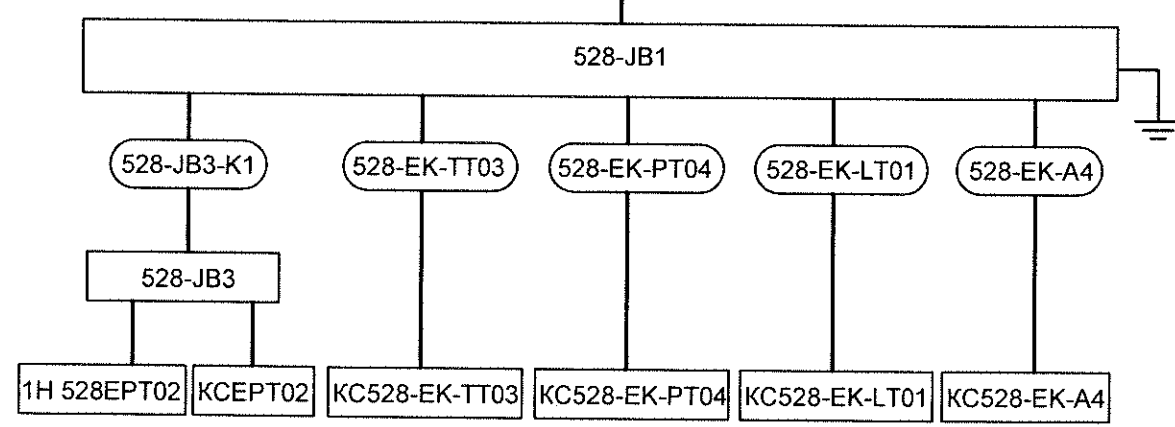 528-JB1
528-JB3-K1
528-EK-TT03
528-EK-PT04
528-EK-LT01
528-EK-A4
528-JB3
1H 528EPT02
KCEPT02
KC528-EK-TT03
KC528-EK-PT04
KC528-EK-LT01
KC528-EK-A4